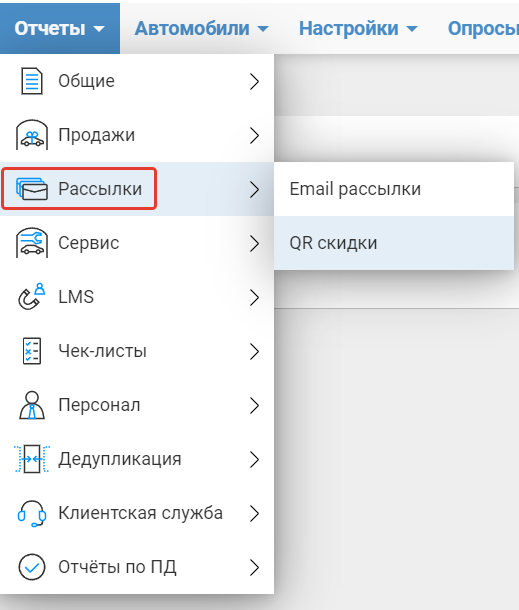 Отчеты Автомобили Настройки Опросы
Общие
Продажи
Рассылки
Email рассылки
QR скидки
Сервис
LMS
Чек-листы
Персонал
Дедупликация
Клиентская служба
Отчёты по ПД